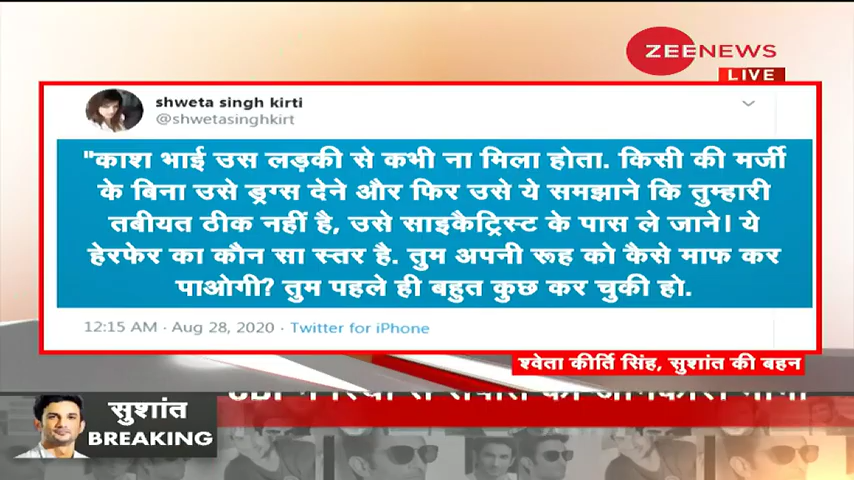 ZEENEWS
LIVE
shweta singh kirti
@shwetasinghkirt
"काश भाई उस लड़की से कभी ना मिला होता. किसी की मर्जी
के बिना उसे ड्रग्स देने और फिर उसे ये समझाने कि तुम्हारी
तबीयत ठीक नहीं है, उसे साइकैट्रिस्ट के पास ले जाने। ये
हेरफेर का कौन सा स्तर है. तुम अपनी रूह को कैसे माफ कर
पाओगी? तुम पहले ही बहुत कुछ कर चुकी हो.
12:15 AM · Aug 28, 2020 · Twitter for iPhone
श्वेता कीर्ति सिंह, सुशांत की बहन
सुशांत
BREAKING